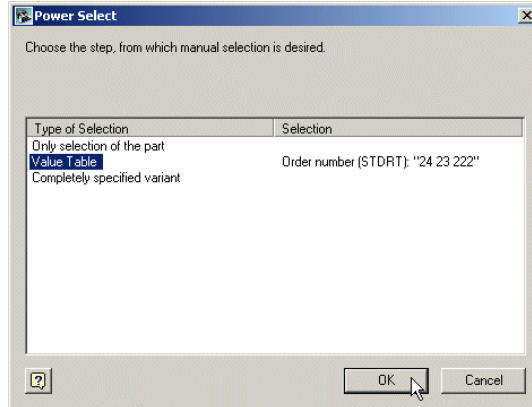 Power Select
Choose the step, from which manual selection is desired.
Type of Selection Selection
Only selection of the part
Value Table Order number (STDRT): "24 23 222"
Completely specified variant
OK Cancel